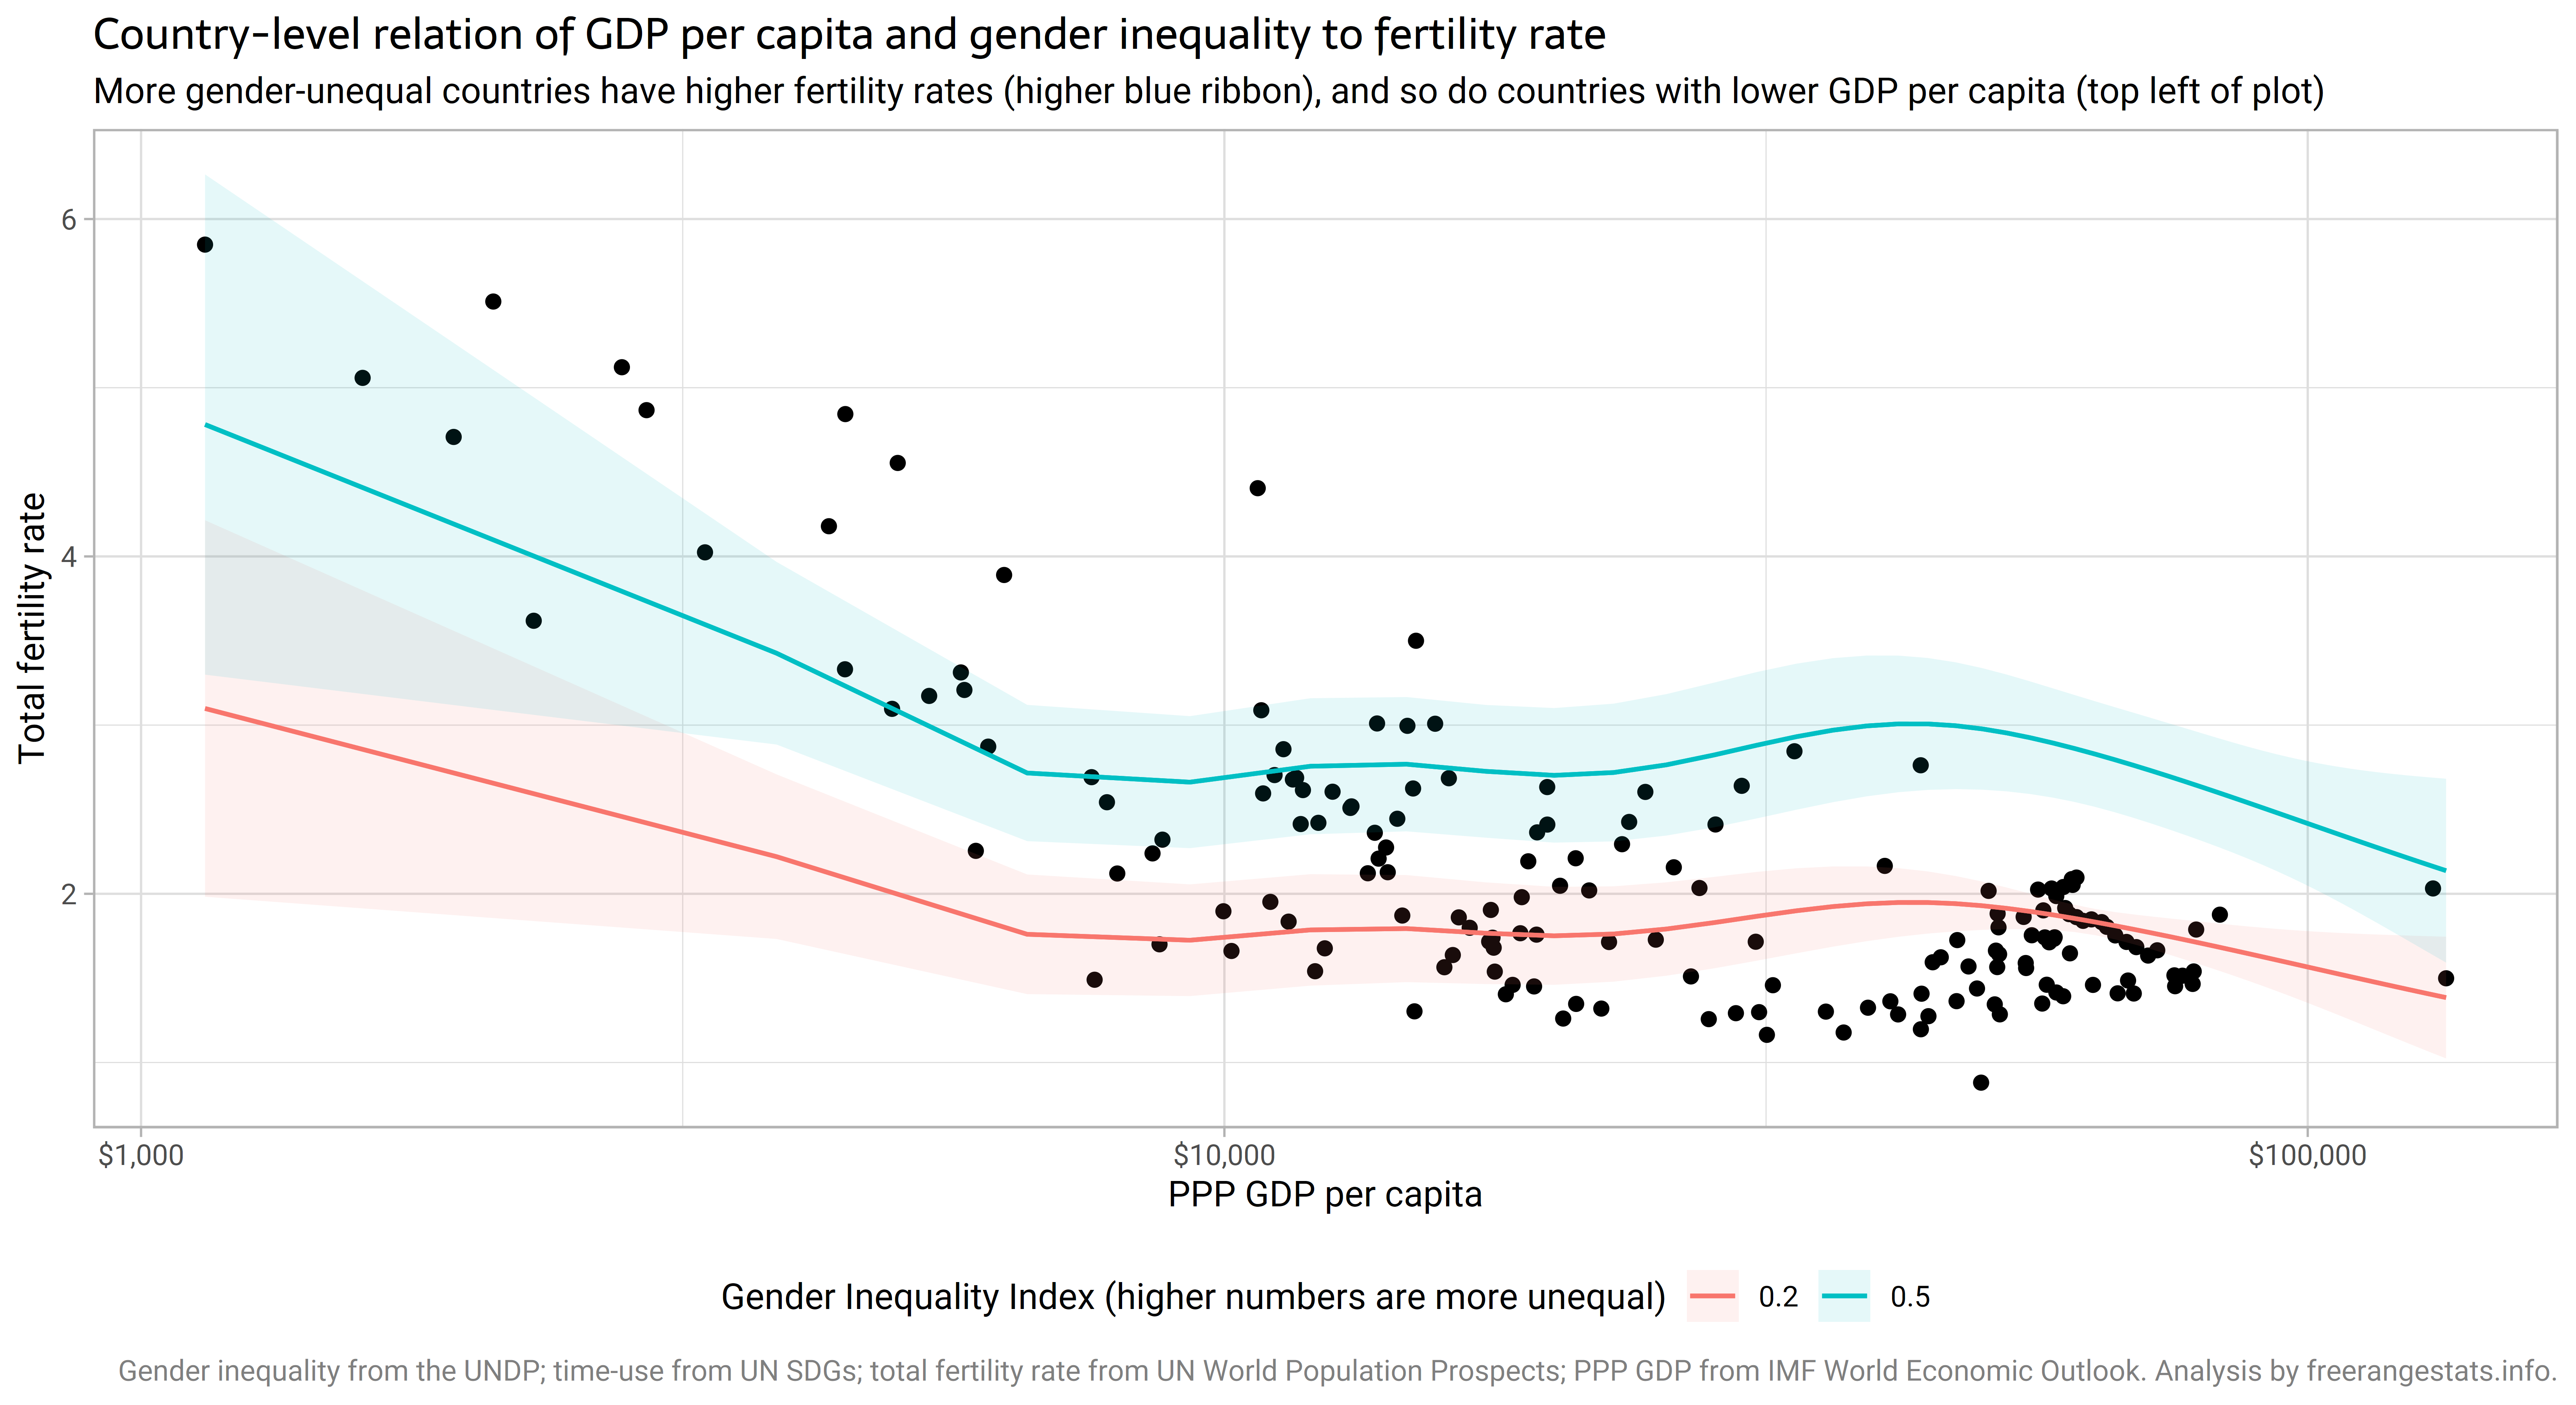 Country-level relation of GDP per capita and gender inequality to fertility rate
More gender-unequal countries have higher fertility rates (higher blue ribbon), and so do countries with lower GDP per capita (top left of plot)
Total fertility rate
6
4
2
$1,000
$10,000
$100,000
PPP GDP per capita
Gender Inequality Index (higher numbers are more unequal)
0.2
0.5
Gender inequality from the UNDP; time-use from UN SDGs; total fertility rate from UN World Population Prospects; PPP GDP from IMF World Economic Outlook. Analysis by freerangestats.info.